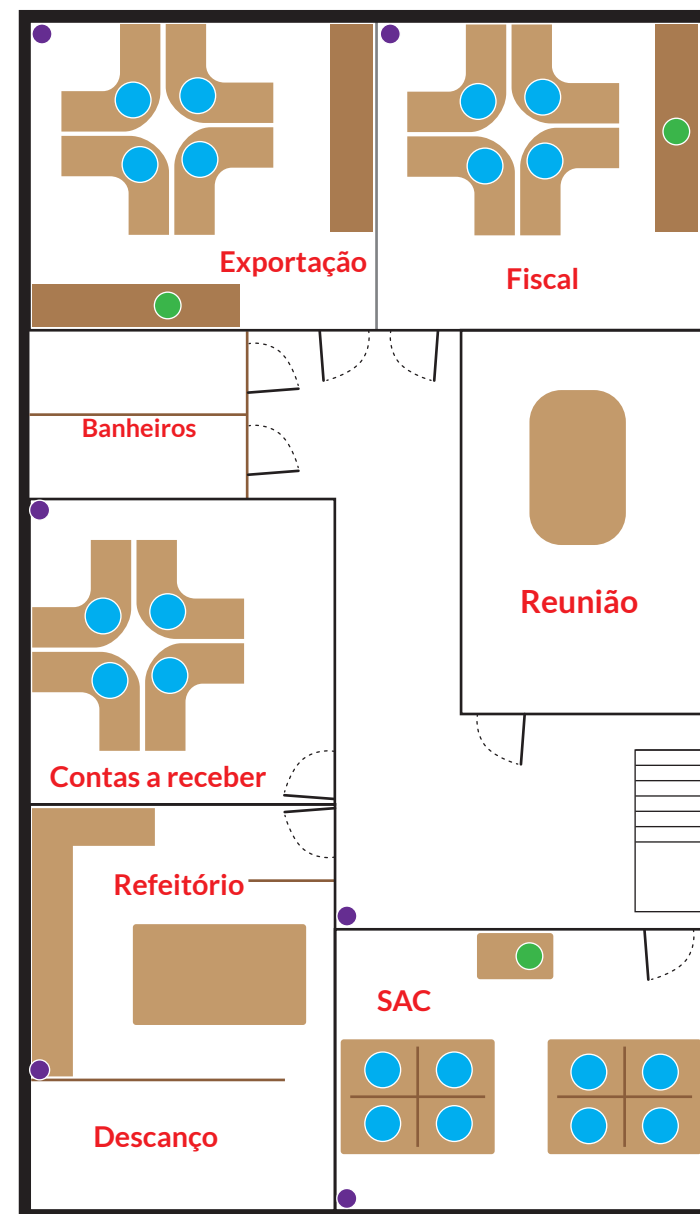 Exportação
Fiscal
Banheiros
Reunião
Contas a receber
Refeitório
SAC
Descanço